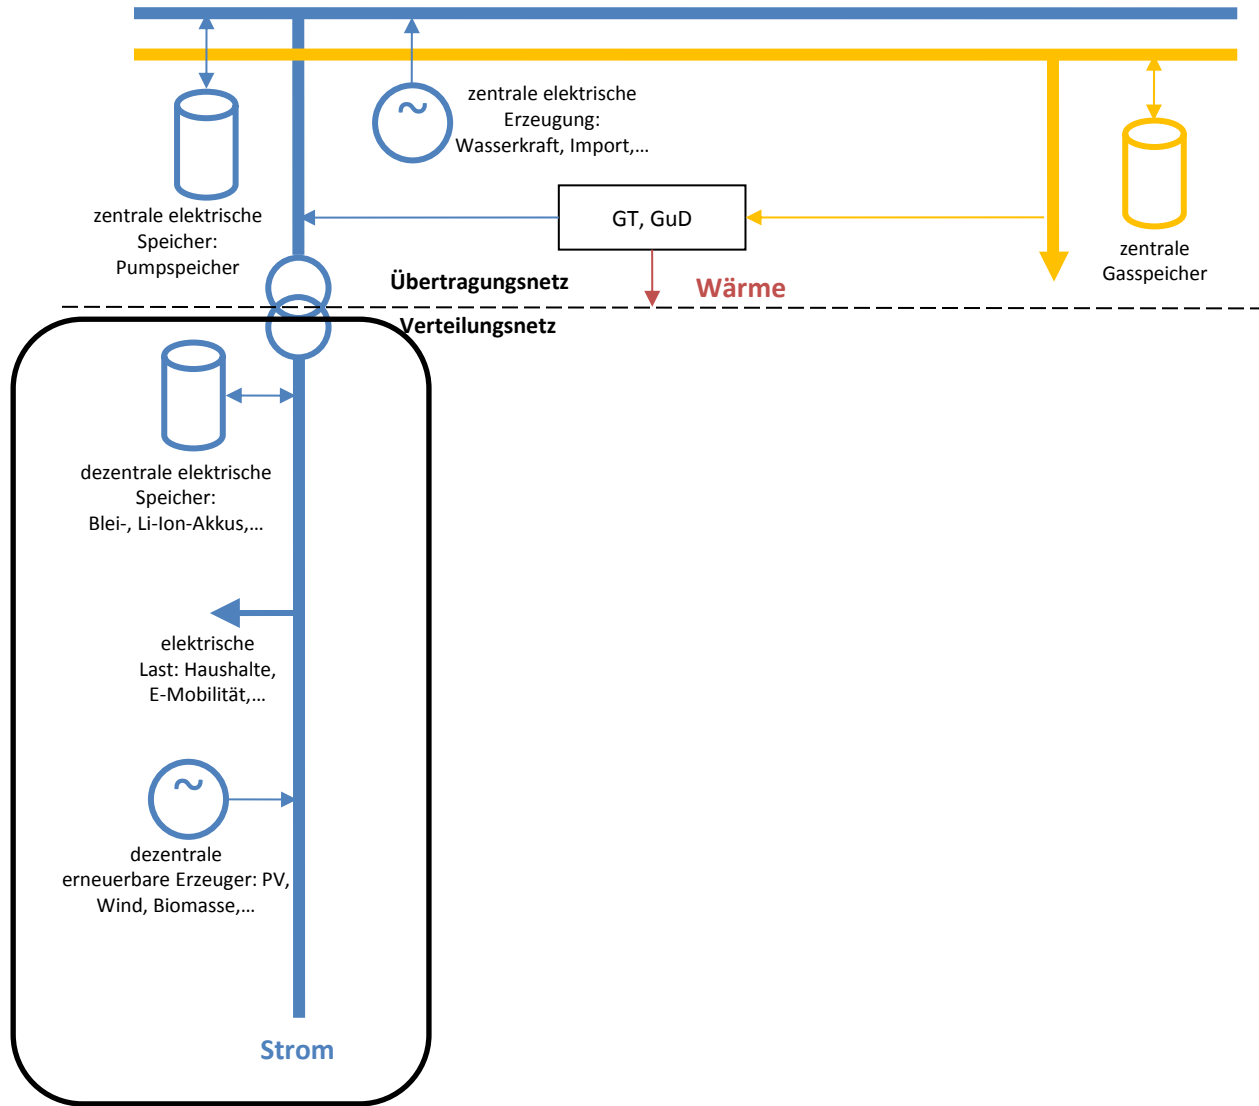 zentrale elektrische
Erzeugung:
Wasserkraft, Import,...
~
GT, GuD
zentrale elektrische
Speicher:
Pumpspeicher
zentrale
Gasspeicher
Übertragungsnetz
Wärme
Verteilungsnetz
dezentrale elektrische
Speicher:
Blei-, Li-Ion-Akkus,...
elektrische
Last: Haushalte,
E-Mobilität,...
~
dezentrale
erneuerbare Erzeuger: PV,
Wind, Biomasse,...
Strom